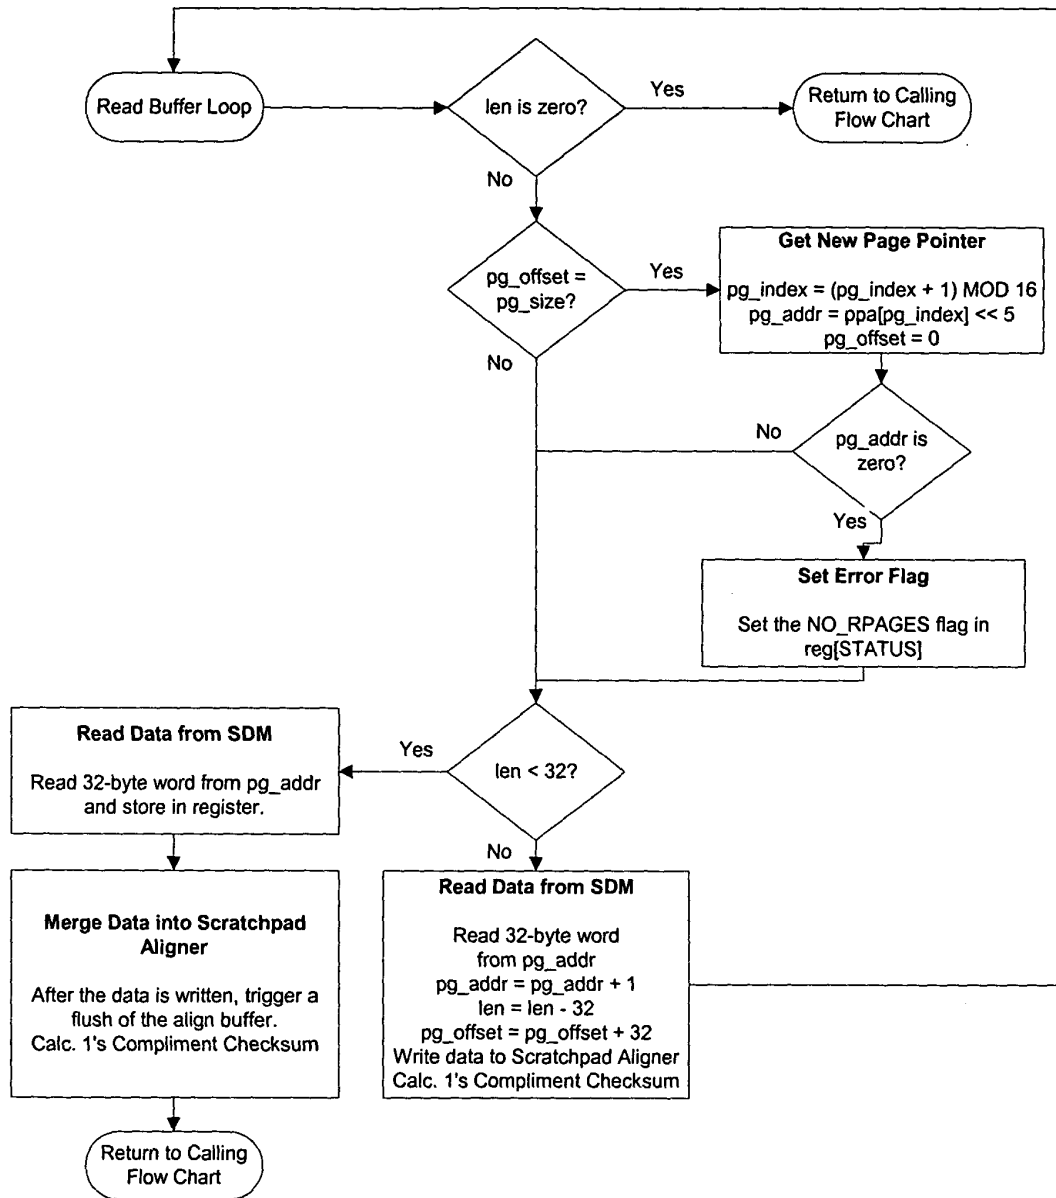 Read Buffer Loop
len is zero?
Yes
Return to Calling
Flow Chart
No
pg_offset =
pg_size?
Yes
Get New Page Pointer
pg_index = (pg_index + 1) MOD 16
pg_addr = ppa[pg_index] << 5
pg_offset = 0
No
No
pg_addr is
zero?
Yes
Set Error Flag
Set the NO_RPAGES flag in
reg[STATUS]
Read Data from SDM
Read 32-byte word from pg_addr
and store in register.
Yes
len < 32?
No
Merge Data into Scratchpad
Aligner
After the data is written, trigger a
flush of the align buffer.
Calc. 1's Compliment Checksum
Read Data from SDM
Read 32-byte word
from pg_addr
pg_addr = pg_addr + 1
len = len - 32
pg_offset = pg_offset + 32
Write data to Scratchpad Aligner
Calc. 1's Compliment Checksum
Return to Calling
Flow Chart